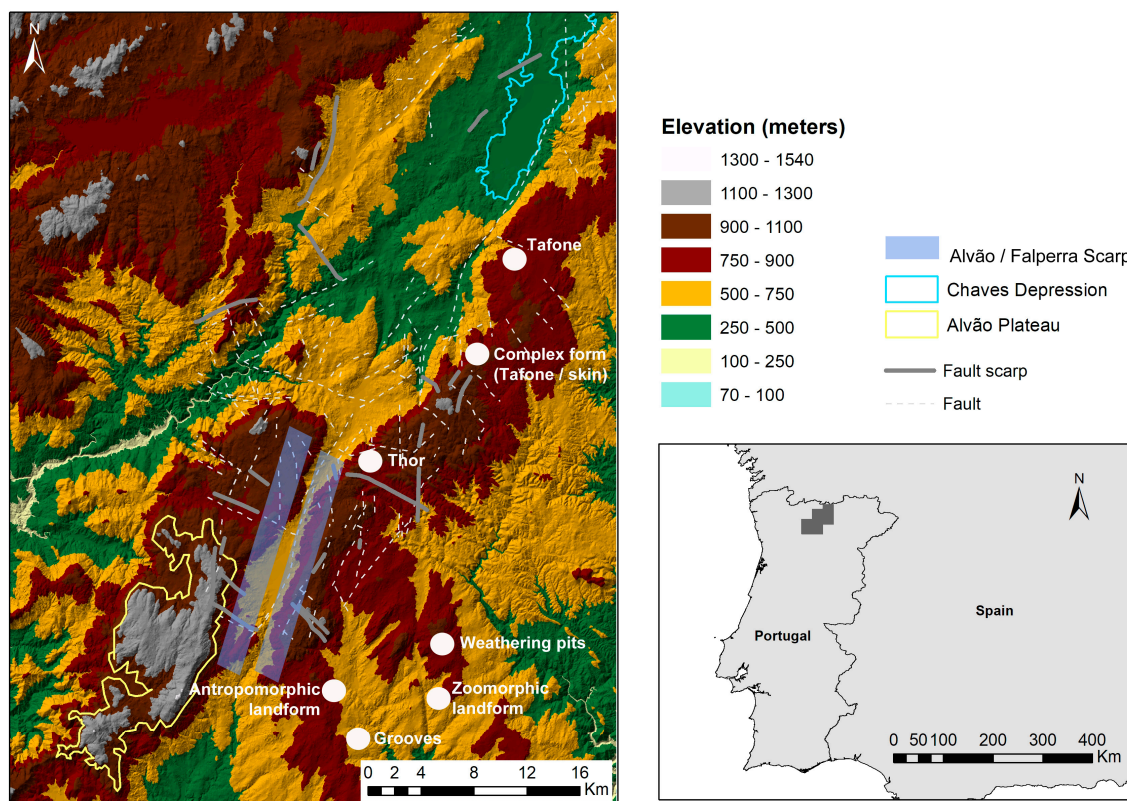 N
Tafone
Complex form
(Tafone / skin)
Thor
Weathering pits
Antropomorphic
landform
Zoomorphic
landform
Grooves
0 2 4 8 12 16
Km
Elevation (meters)
1300 - 1540
1100 - 1300
900 - 1100
750 - 900
500 - 750
250 - 500
100 - 250
70 - 100
Alvão / Falperra Scarp
Chaves Depression
Alvão Plateau
Fault scarp
Fault
N
Portugal
Spain
0 50 100 200 300 400
Km